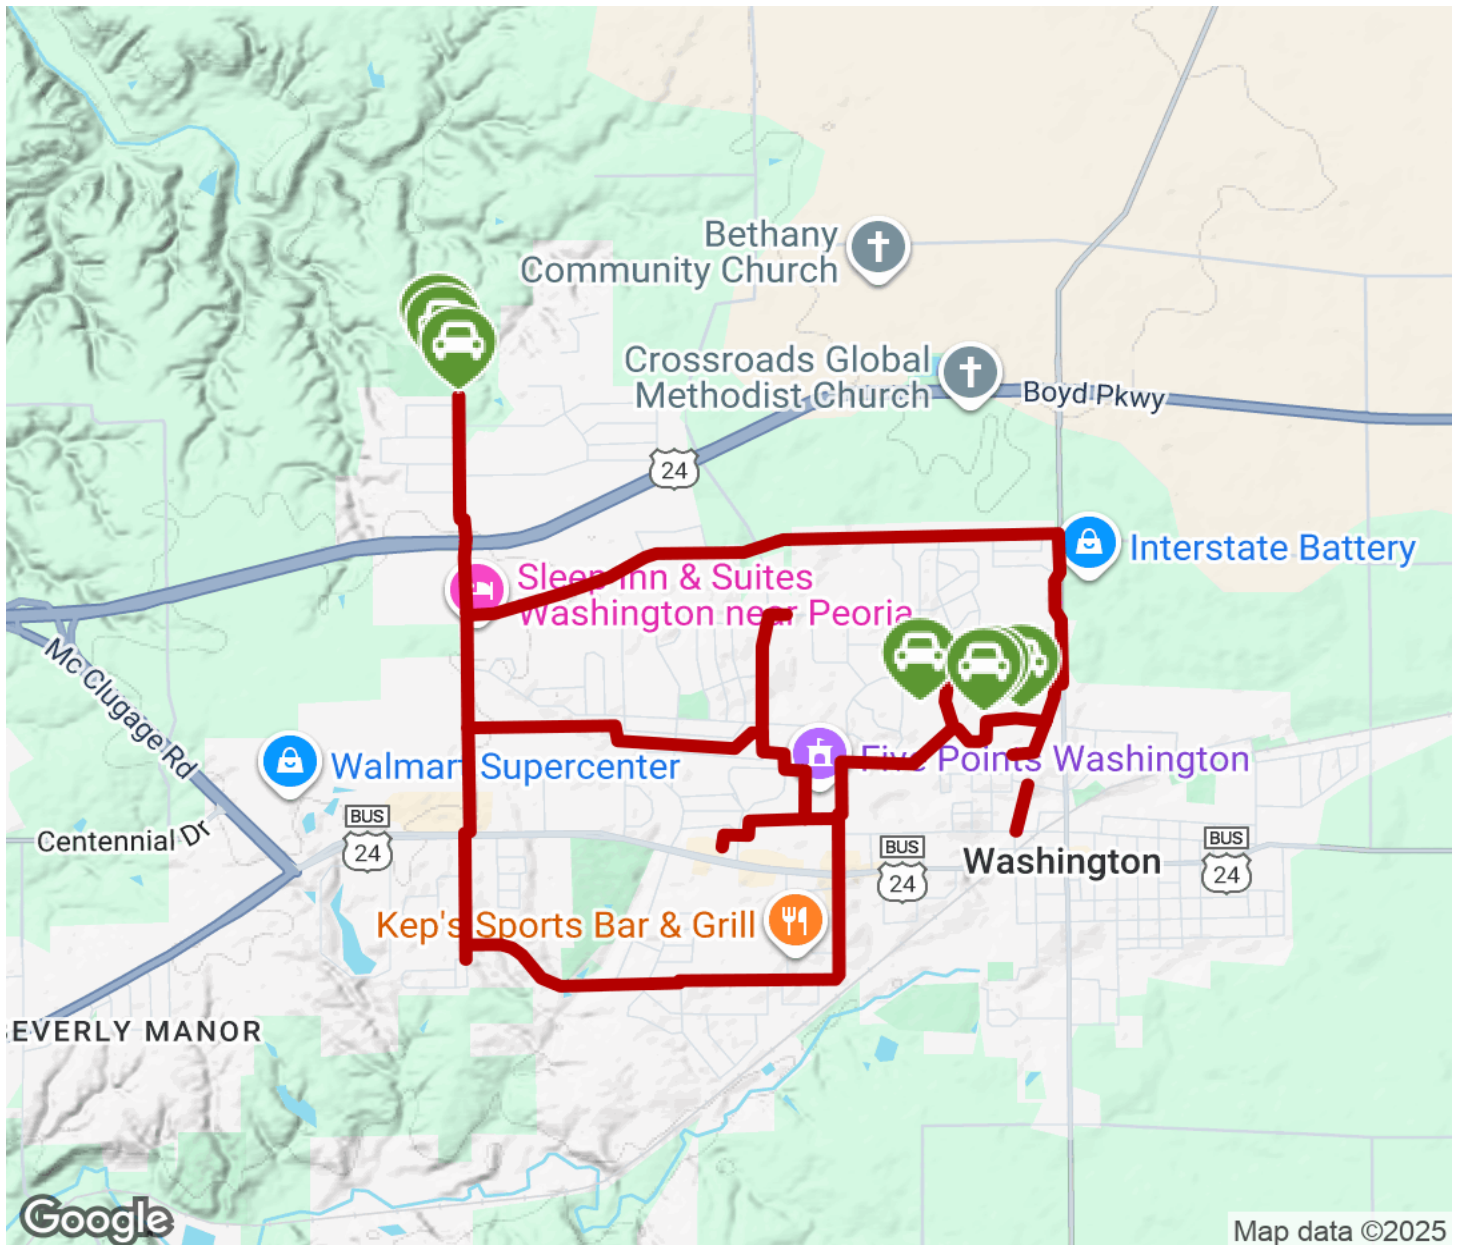 Bethany
Community Church
Crossroads Global
Methodist Church
Boyd Pkwy
24
Interstate Battery
Sleep Inn & Suites
Washington near Peoria
Mc Clugage Rd
Five Points Washington
Walmart Supercenter
Centennial Dr
BUS
24
BUS
24
Washington
BUS
24
Kep's Sports Bar & Grill
EVERLY MANOR
Google
Map data ©2025